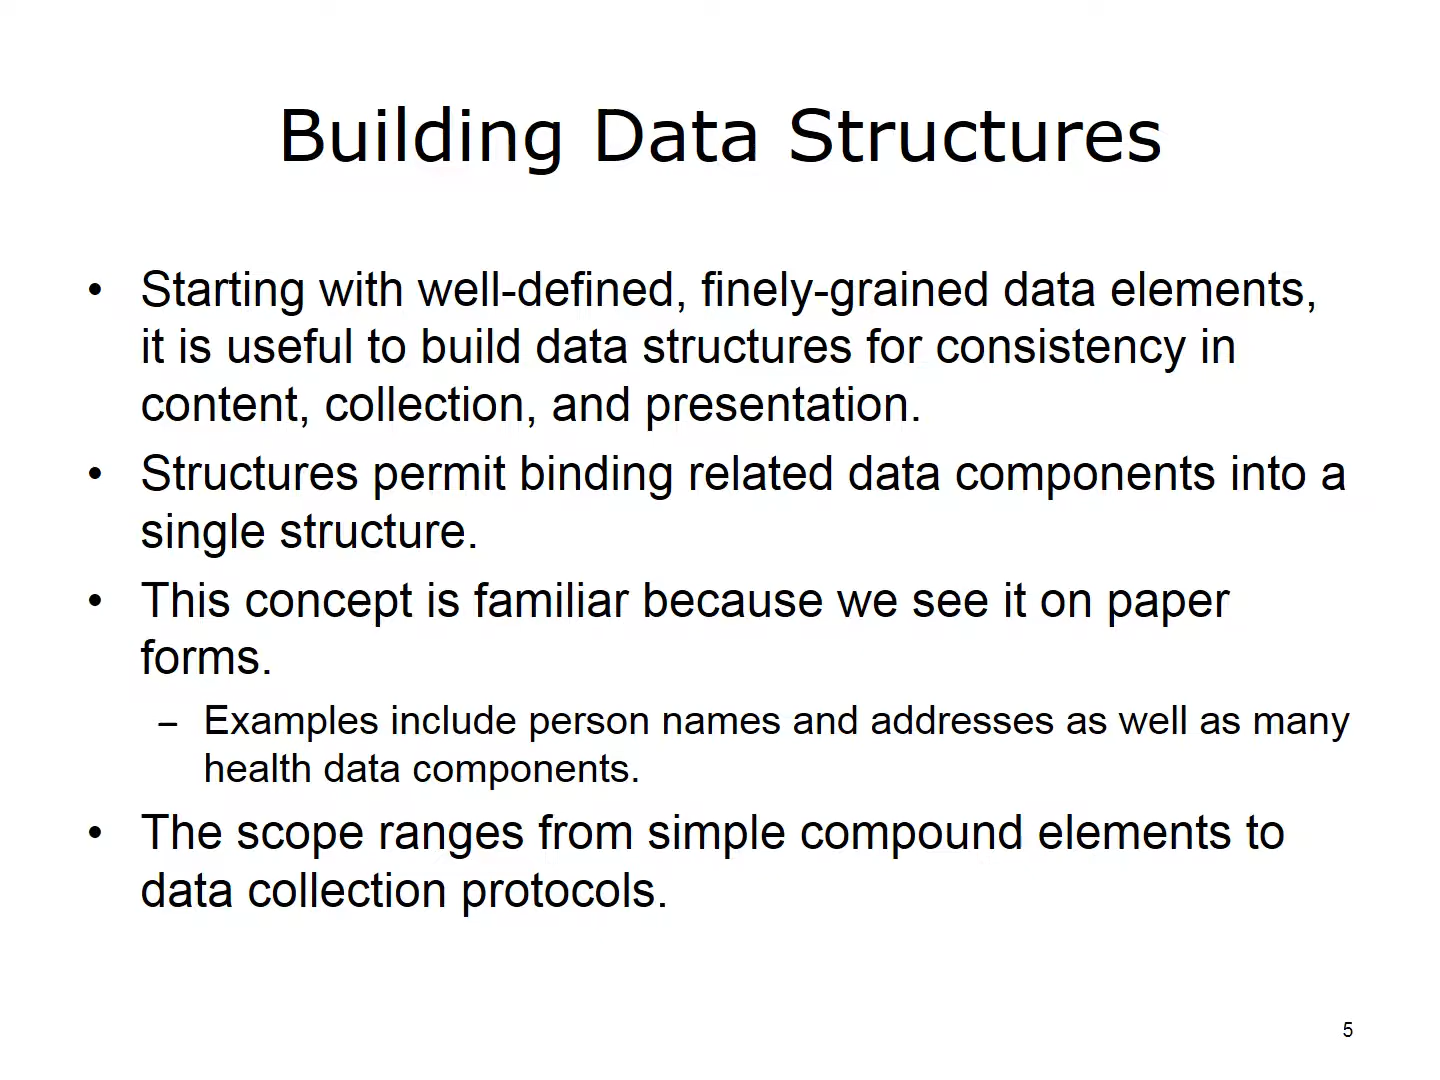 Building Data Structures
• Starting with well-defined, finely-grained data elements,
it is useful to build data structures for consistency in
content, collection, and presentation.
• Structures permit binding related data components into a
single structure.
• This concept is familiar because we see it on paper
forms.
– Examples include person names and addresses as well as many
health data components.
• The scope ranges from simple compound elements to
data collection protocols.
5